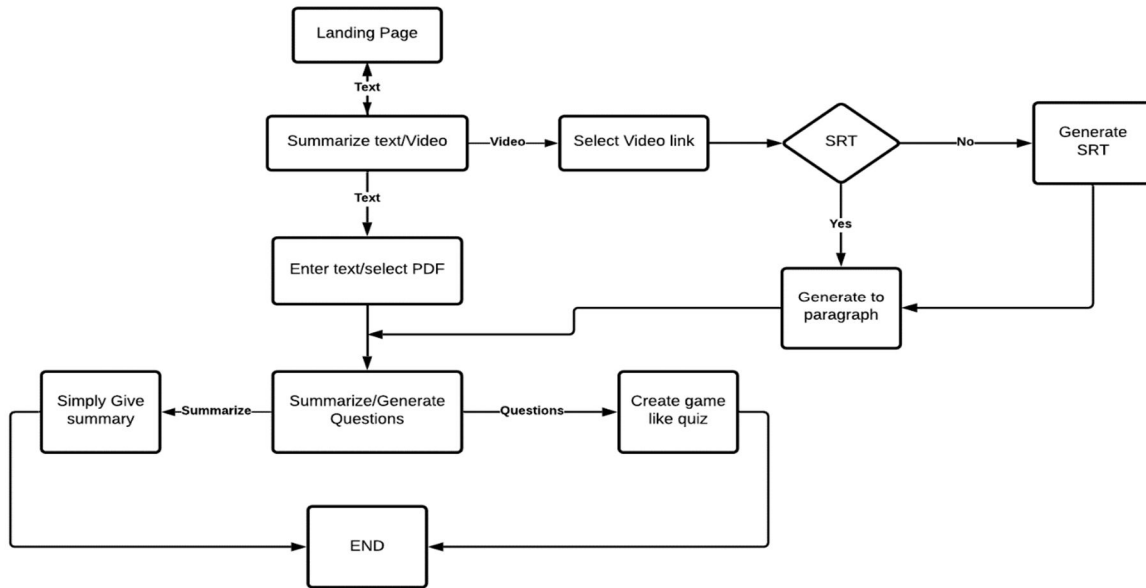 Landing Page
Text
Summarize text/Video
Video
Select Video link
SRT
No
Generate
SRT
Text
Yes
Enter text/select PDF
Generate to
paragraph
Simply Give
summary
Summarize
Summarize/Generate
Questions
Questions
Create game
like quiz
END